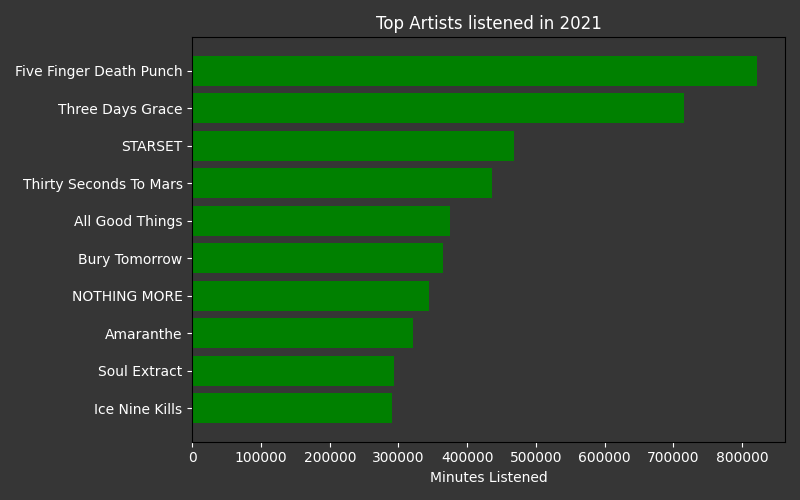 Top Artists listened in 2021
Five Finger Death Punch
Three Days Grace
STARSET
Thirty Seconds To Mars
All Good Things
Bury Tomorrow
NOTHING MORE
Amaranthe
Soul Extract
Ice Nine Kills
0 100000 200000 300000 400000 500000 600000 700000 800000
Minutes Listened